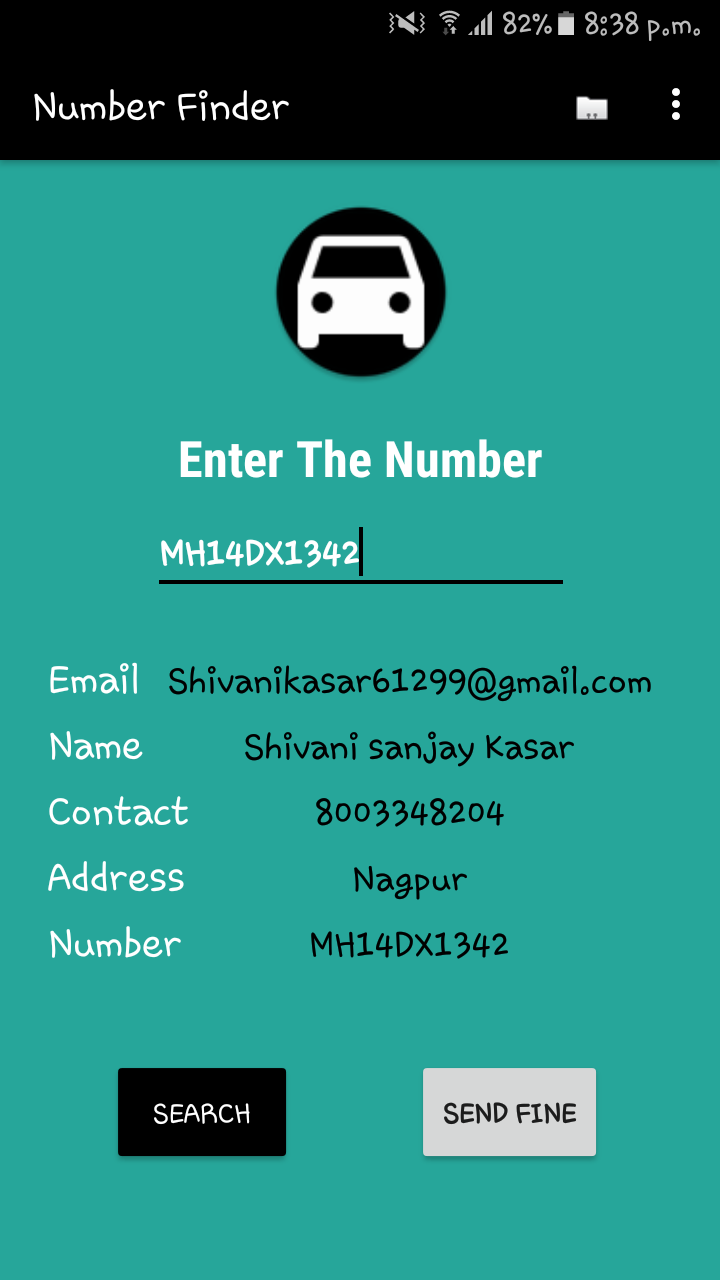 82% 8:38 p.m.
Number Finder
Enter The Number
MH14DX1342
Email Shivanikasar61299@gmail.com
Name Shivani sanjay Kasar
Contact 8003348204
Address Nagpur
Number MH14DX1342
SEARCH SEND FINE